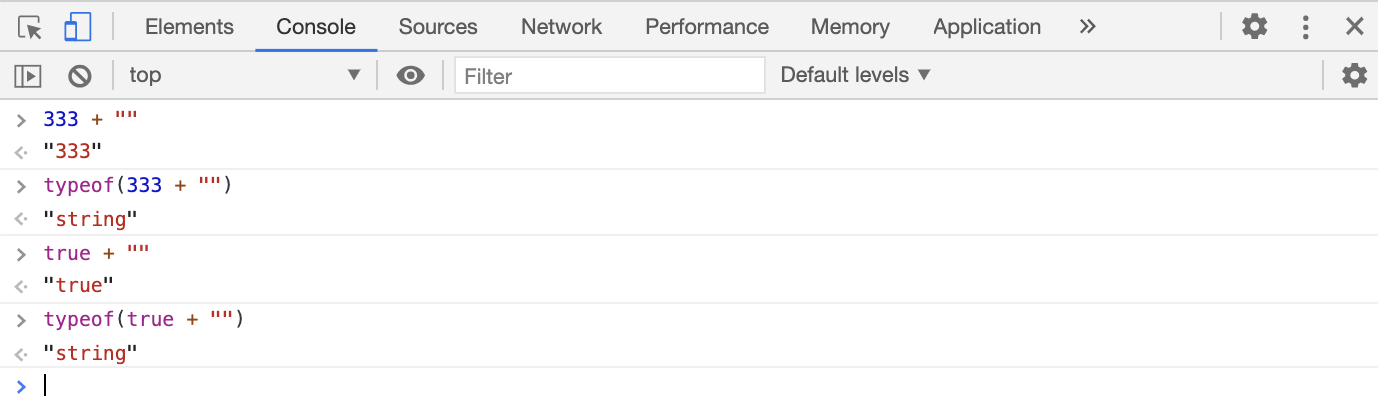 Elements Console Sources Network Performance Memory Application »
top ▼ Filter Default levels ▼
> 333 + ""
<· "333"
> typeof(333 + "")
<· "string"
> true + ""
<· "true"
> typeof(true + "")
<· "string"
>